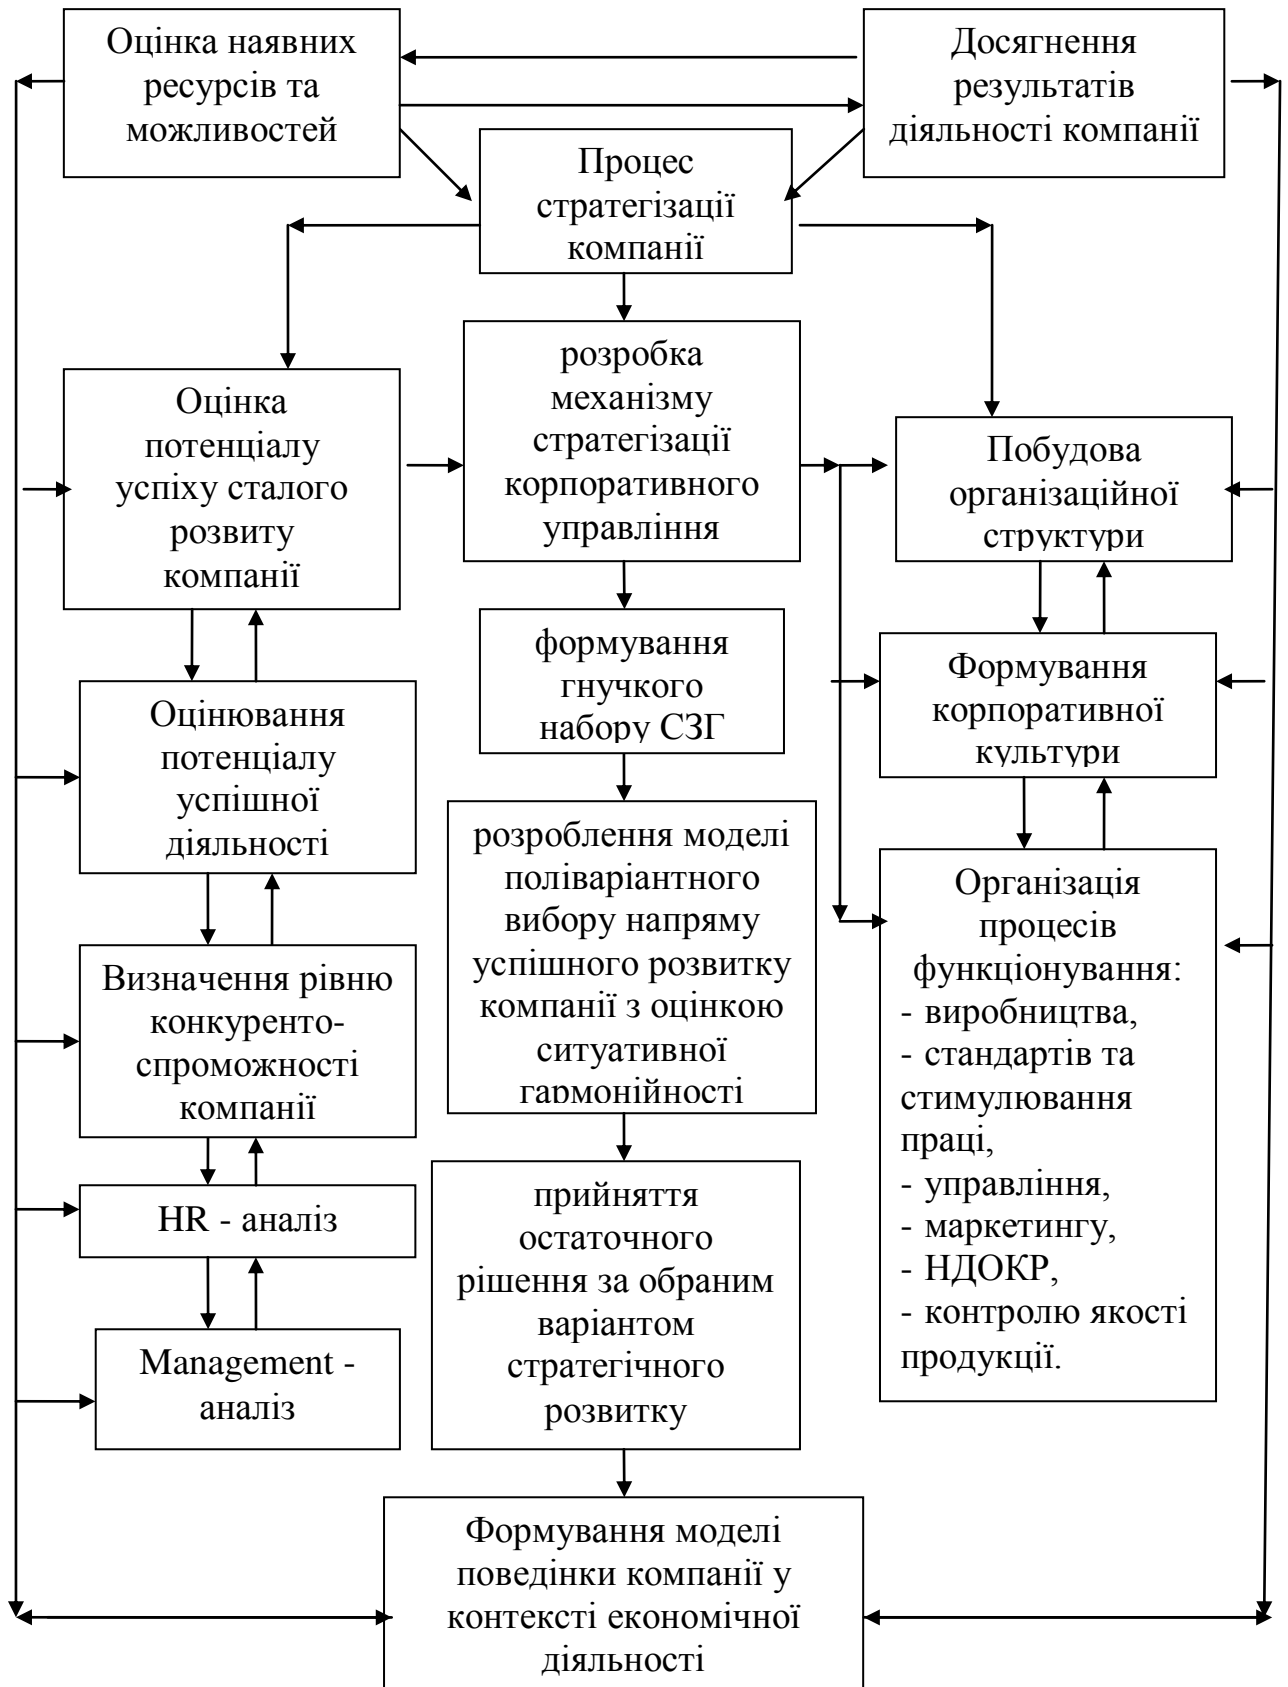 Оцінка наявних
ресурсів та
можливостей
Досягнення
результатів
діяльності компанії
Процес
стратегізації
компанії
Оцінка
потенціалу
успіху сталого
розвиту
компанії
розробка
механізму
стратегізації
корпоративного
управління
Побудова
організаційної
структури
формування
гнучкого
набору СЗГ
Формування
корпоративної
культури
Оцінювання
потенціалу
успішної
діяльності
розроблення моделі
поліваріантного
вибору напряму
успішного розвитку
компанії з оцінкою
ситуативної
гармонійності
Організація
процесів
функціонування:
- виробництва,
- стандартів та
стимулювання
праці,
- управління,
- маркетингу,
- НДОКР,
- контролю якості
продукції.
Визначення рівню
конкуренто-
спроможності
компанії
HR - аналіз
прийняття
остаточного
рішення за обраним
варіантом
стратегічного
розвитку
Management -
аналіз
Формування моделі
поведінки компанії у
контексті економічної
діяльності